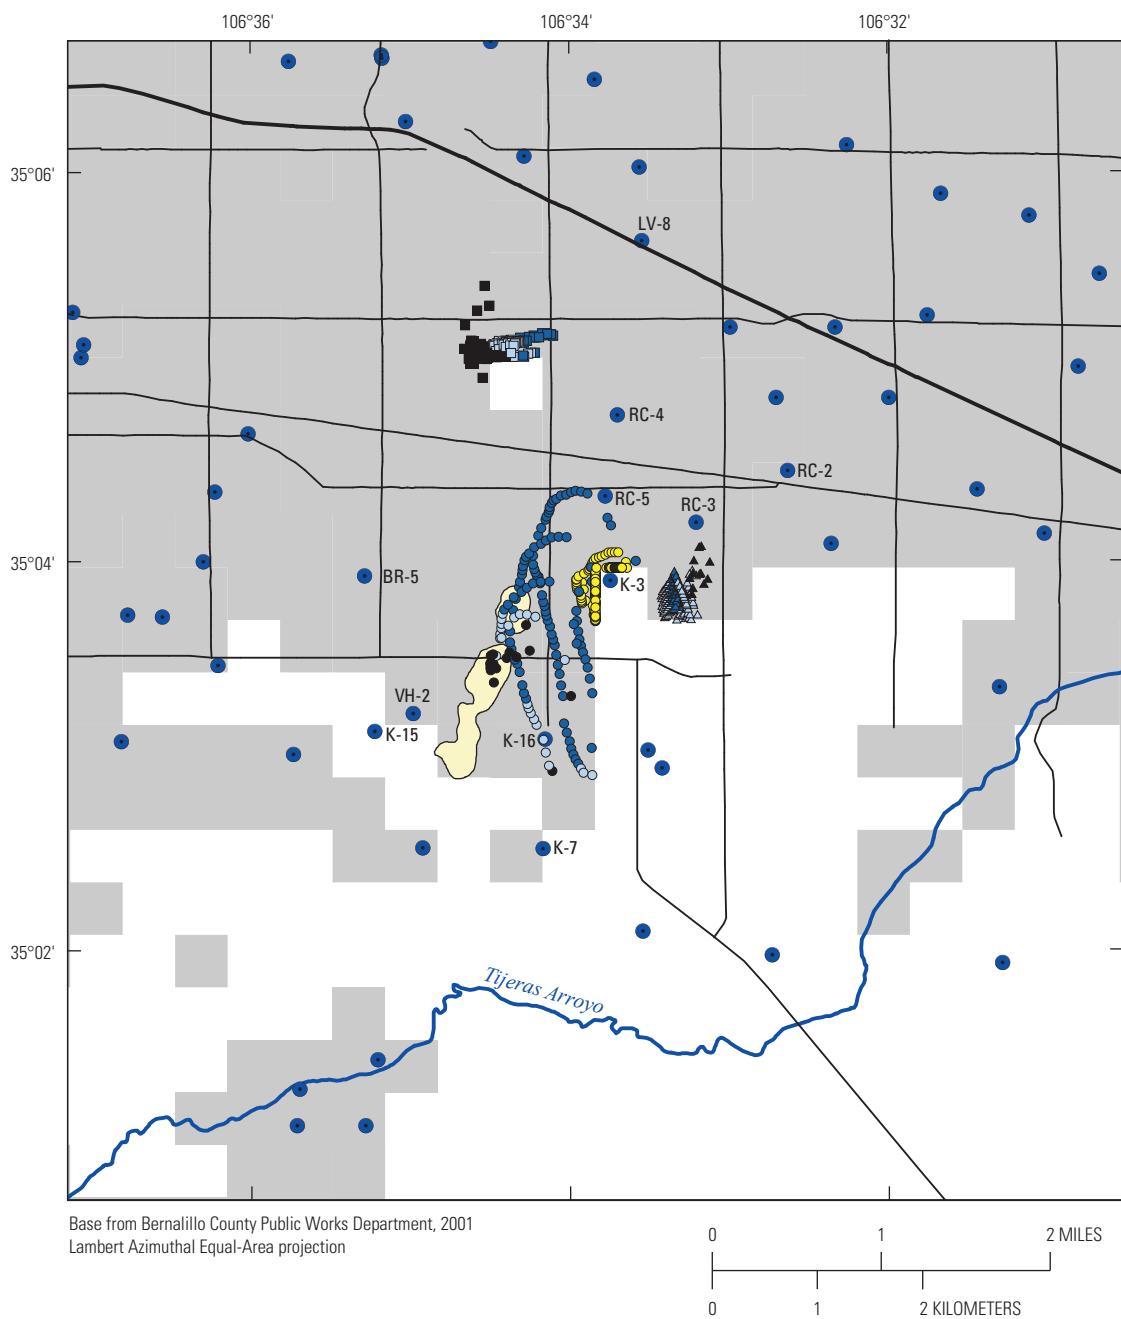 106°36'
106°34'
106°32'
35°06'
LV-8
RC-4
RC-2
RC-5
RC-3
35°04'
BR-5
K-3
VH-2
K-15
K-16
K-7
35°02'
Tijeras Arroyo
Base from Bernalillo County Public Works Department, 2001
Lambert Azimuthal Equal-Area projection
0
1
2 MILES
0
1
2 KILOMETERS